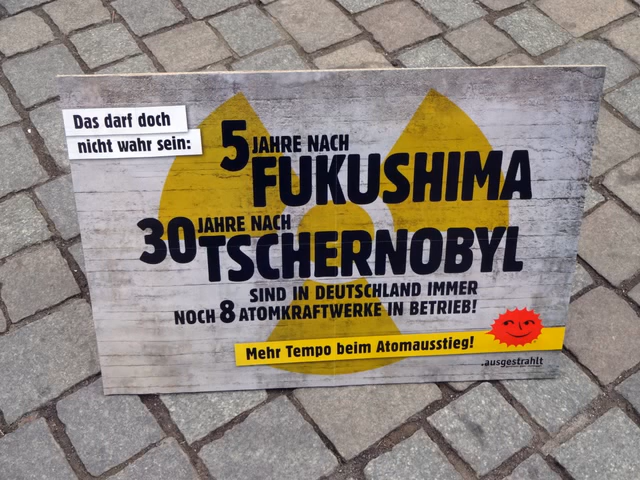 Das darf doch
nicht wahr sein:
5 JAHRE NACH
FUKUSHIMA
30 JAHRE NACH
TSCHERNOBYL
SIND IN DEUTSCHLAND IMMER
NOCH 8 ATOMKRAFTWERKE IN BETRIEB!
Mehr Tempo beim Atomausstieg!
.ausgestrahlt